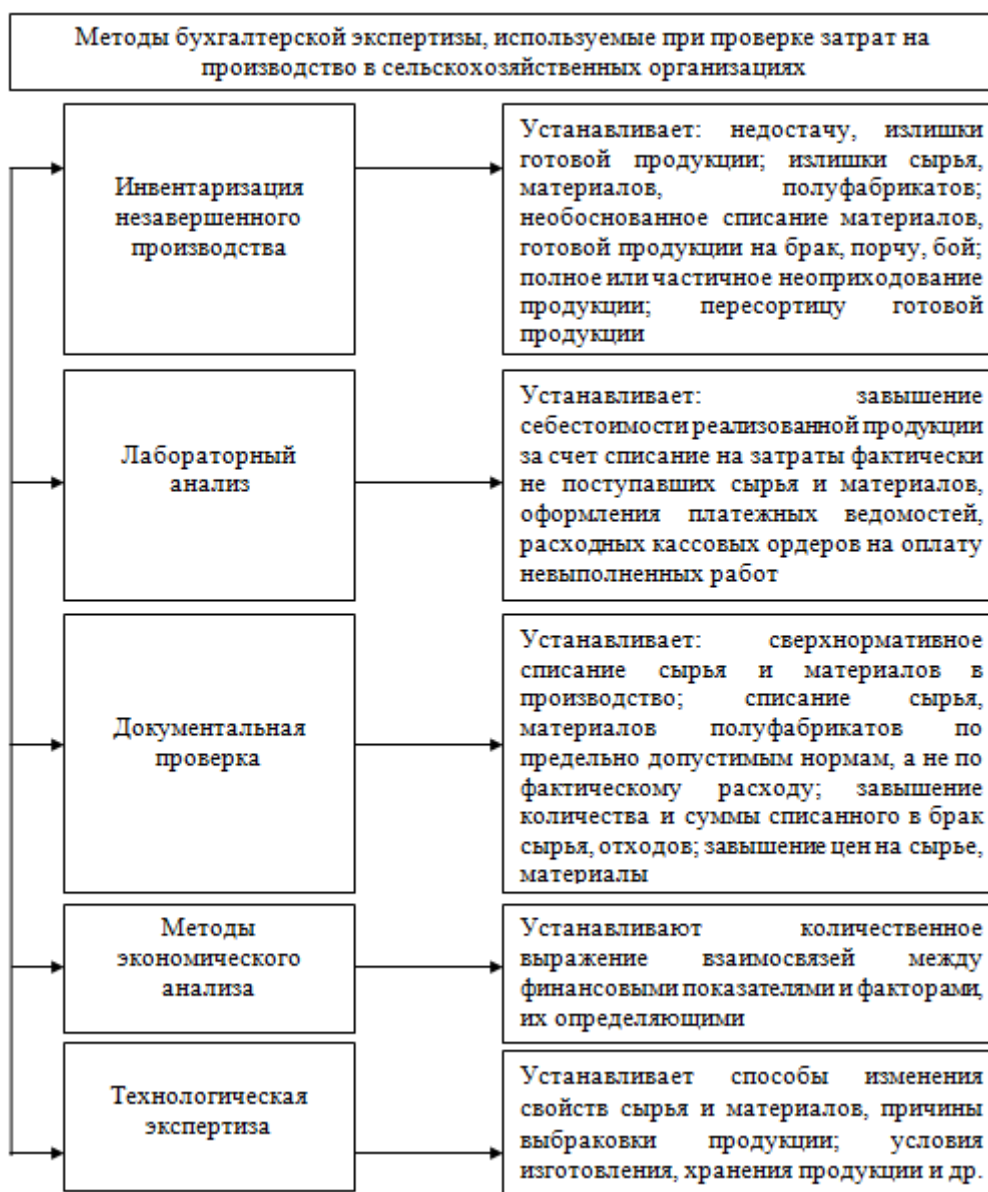 Методы бухгалтерской экспертизы, используемые при проверке затрат на
производство в сельскохозяйственных организациях
Инвентаризация
незавершенного
производства
Устанавливает: недостачу, излишки
готовой продукции; излишки сырья,
материалов, полуфабрикатов;
необоснованное списание материалов,
готовой продукции на брак, порчу, бой;
полное или частичное неоприходование
продукции; пересортицу готовой
продукции
Лабораторный
анализ
Устанавливает: завышение
себестоимости реализованной продукции
за счет списание на затраты фактически
не поступавших сырья и материалов,
оформления платежных ведомостей,
расходных кассовых ордеров на оплату
невыполненных работ
Документальная
проверка
Устанавливает: сверхнормативное
списание сырья и материалов в
производство; списание сырья,
материалов полуфабрикатов по
предельно допустимым нормам, а не по
фактическому расходу; завышение
количества и суммы списанного в брак
сырья, отходов; завышение цен на сырье,
материалы
Методы
экономического
анализа
Устанавливают количественное
выражение взаимосвязей между
финансовыми показателями и факторами,
их определяющими
Технологическая
экспертиза
Устанавливает способы изменения
свойств сырья и материалов, причины
выбраковки продукции; условия
изготовления, хранения продукции и др.